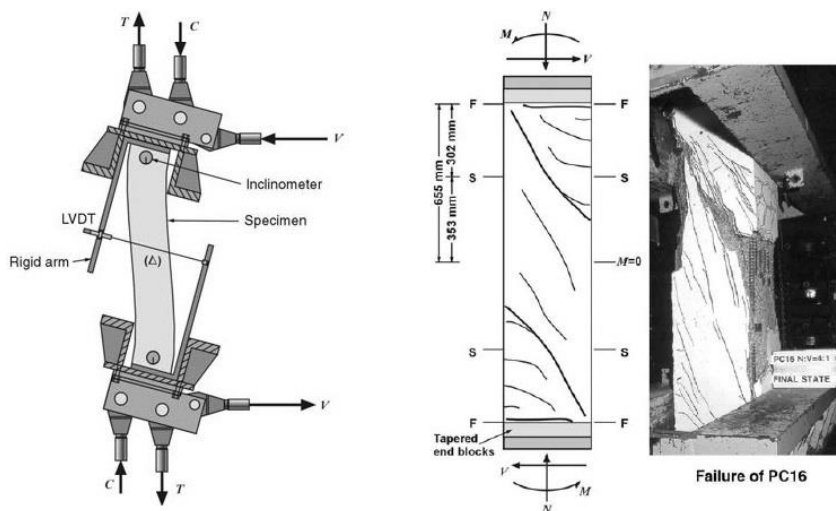 T
C
V
Inclinometer
Specimen
LVDT
Rigid arm
(Δ)
V
C
T
N
M
V
F
F
302 mm
655 mm
S
S
353 mm
M=0
S
S
F
F
Tapered
end blocks
V
M
N
PC16 N:V=4:1
FINAL STATE
Failure of PC16